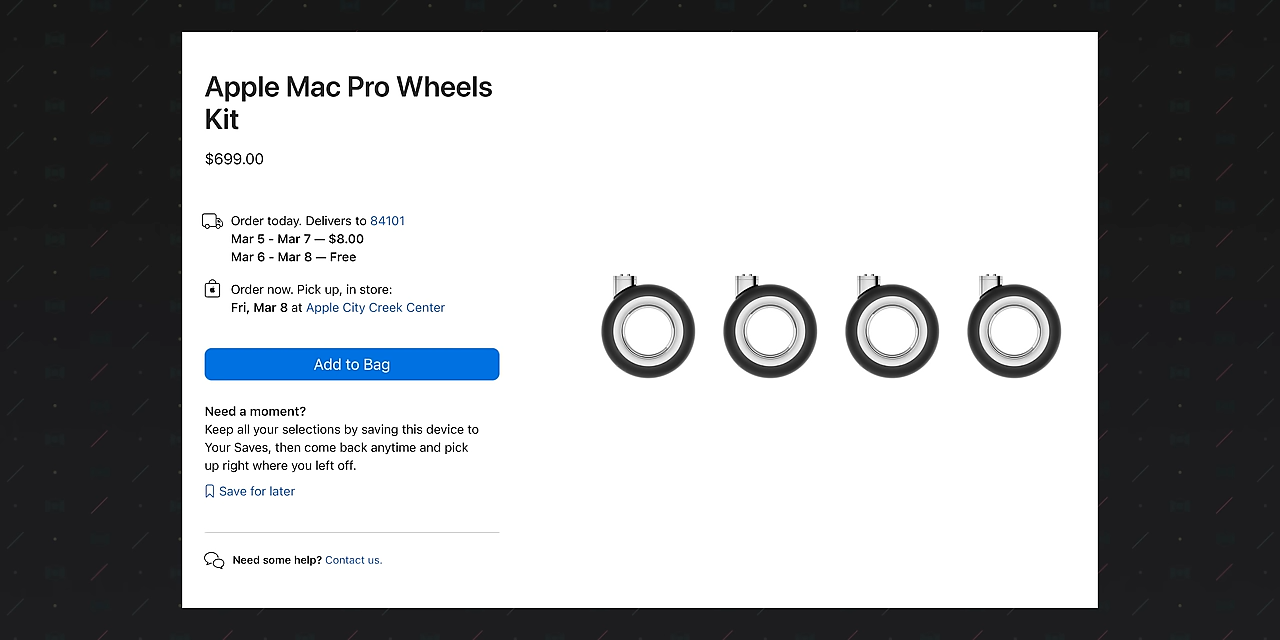 Apple Mac Pro Wheels
Kit
$699.00
Order today. Delivers to 84101
Mar 5 - Mar 7 — $8.00
Mar 6 - Mar 8 — Free
Order now. Pick up, in store:
Fri, Mar 8 at Apple City Creek Center
Add to Bag
Need a moment?
Keep all your selections by saving this device to
Your Saves, then come back anytime and pick
up right where you left off.
Save for later
Need some help? Contact us.